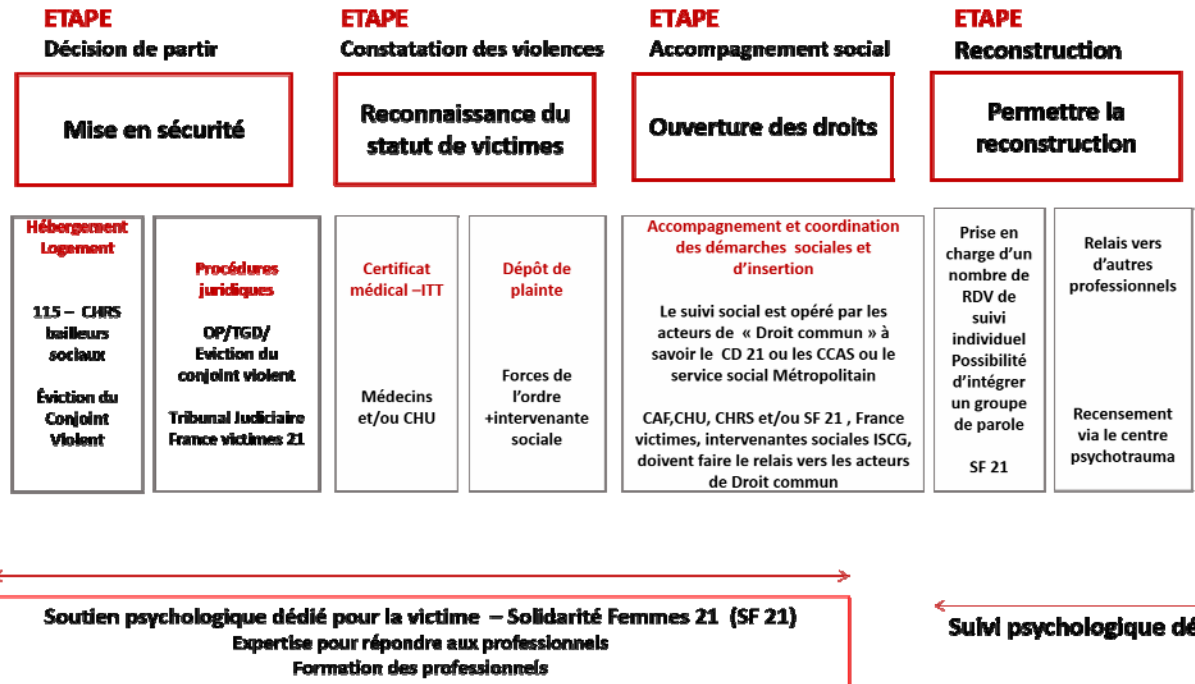 ETAPE
Décision de partir
Mise en sécurité
Hébergement
Logement
115 – CHRS
bailleurs
sociaux
Éviction du
Conjoint
Violent
Procédures
juridiques
OP/TGD/
Eviction du
conjoint violent
Tribunal Judiciaire
France victimes 21
ETAPE
Constatation des violences
Reconnaissance du
statut de victimes
Certificat
médical –ITT
Médecins
et/ou CHU
Dépôt de
plainte
Forces de
l'ordre
+intervenante
sociale
ETAPE
Accompagnement social
Ouverture des droits
Accompagnement et coordination
des démarches sociales et
d'insertion
Le suivi social est opéré par les
acteurs de « Droit commun » à
savoir le CD 21 ou les CCAS ou le
service social Métropolitain
CAF,CHU, CHRS et/ou SF 21 , France
victimes, intervenantes sociales ISCG,
doivent faire le relais vers les acteurs
de Droit commun
ETAPE
Reconstruction
Permettre la
reconstruction
Prise en
charge d'un
nombre de
RDV de
suivi
individuel
Possibilité
d'intégrer
un groupe
de parole
SF 21
Relais vers
d'autres
professionnels
Recensement
via le centre
psychotrauma
Soutien psychologique dédié pour la victime – Solidarité Femmes 21 (SF 21)
Expertise pour répondre aux professionnels
Formation des professionnels
Suivi psychologique dé